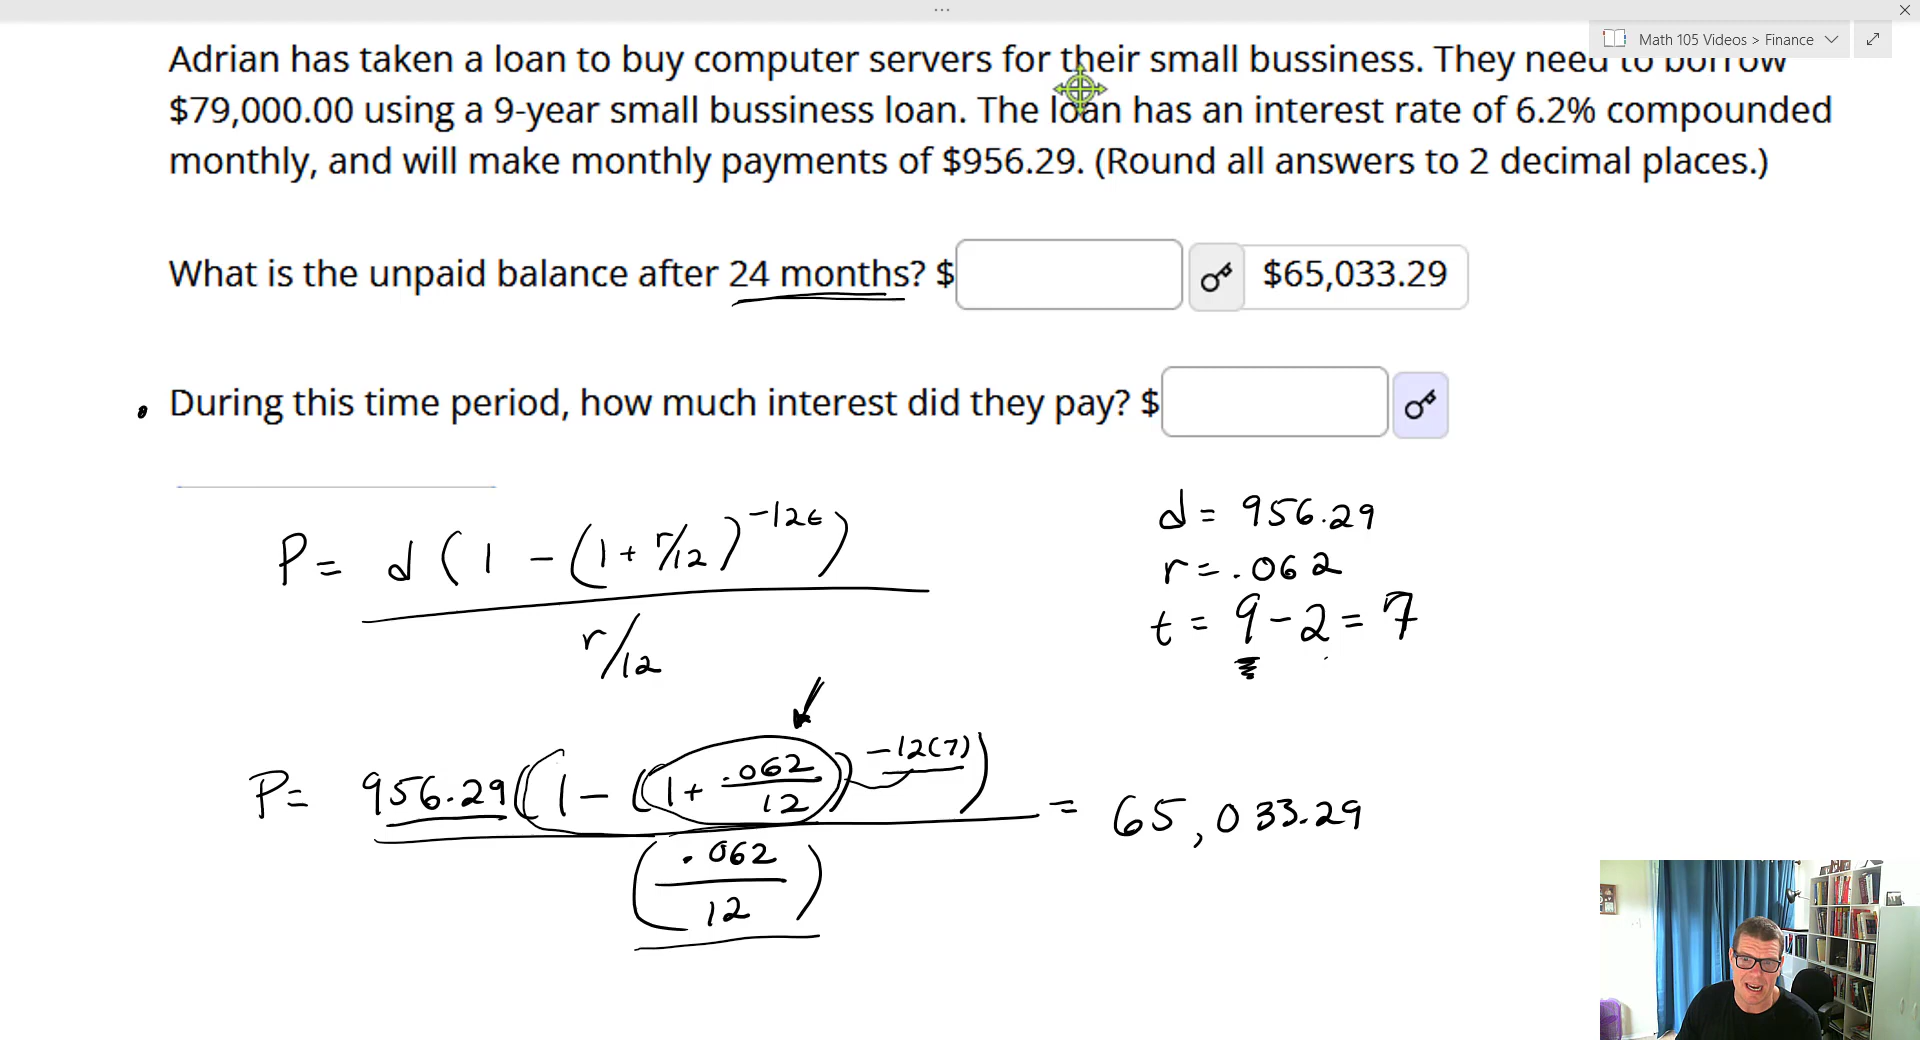 Math 105 Videos > Finance
Adrian has taken a loan to buy computer servers for their small bussiness. They need to borrow
$79,000.00 using a 9-year small bussiness loan. The loan has an interest rate of 6.2% compounded
monthly, and will make monthly payments of $956.29. (Round all answers to 2 decimal places.)
What is the unpaid balance after 24 months? $ $65,033.29
During this time period, how much interest did they pay? $
P = d(1 - (1 + r/12)^-12t)
r/12
d = 956.29
r = .062
t = 9 - 2 = 7
P = 956.29(1 - (1 + .062/12)^-12(7)) = 65,033.29
(.062/12)